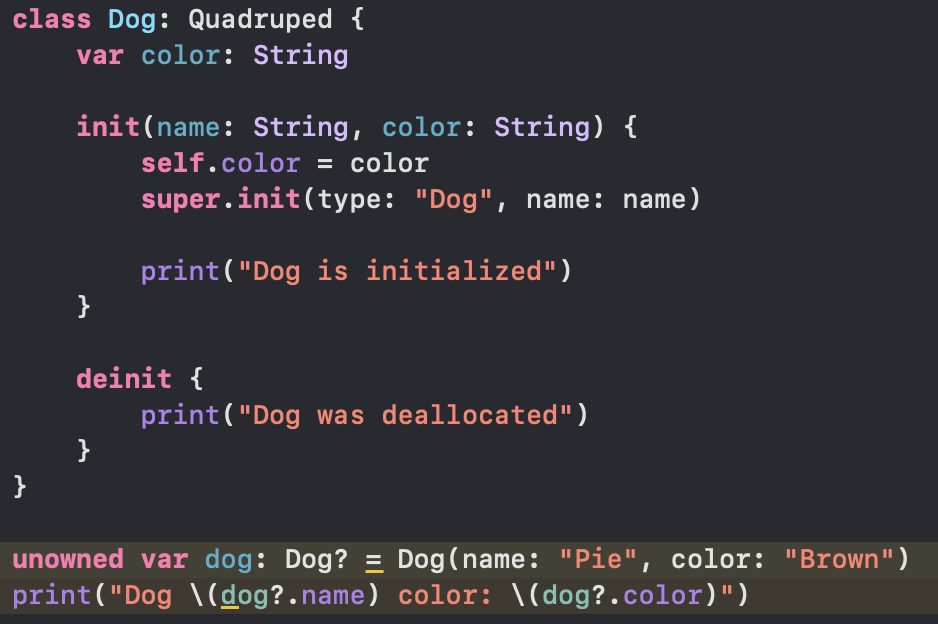 class Dog: Quadruped {
    var color: String
    init(name: String, color: String) {
        self.color = color
        super.init(type: "Dog", name: name)
        print("Dog is initialized")
    }
    deinit {
        print("Dog was deallocated")
    }
}
unowned var dog: Dog? = Dog(name: "Pie", color: "Brown")
print("Dog \(dog?.name) color: \(dog?.color)")